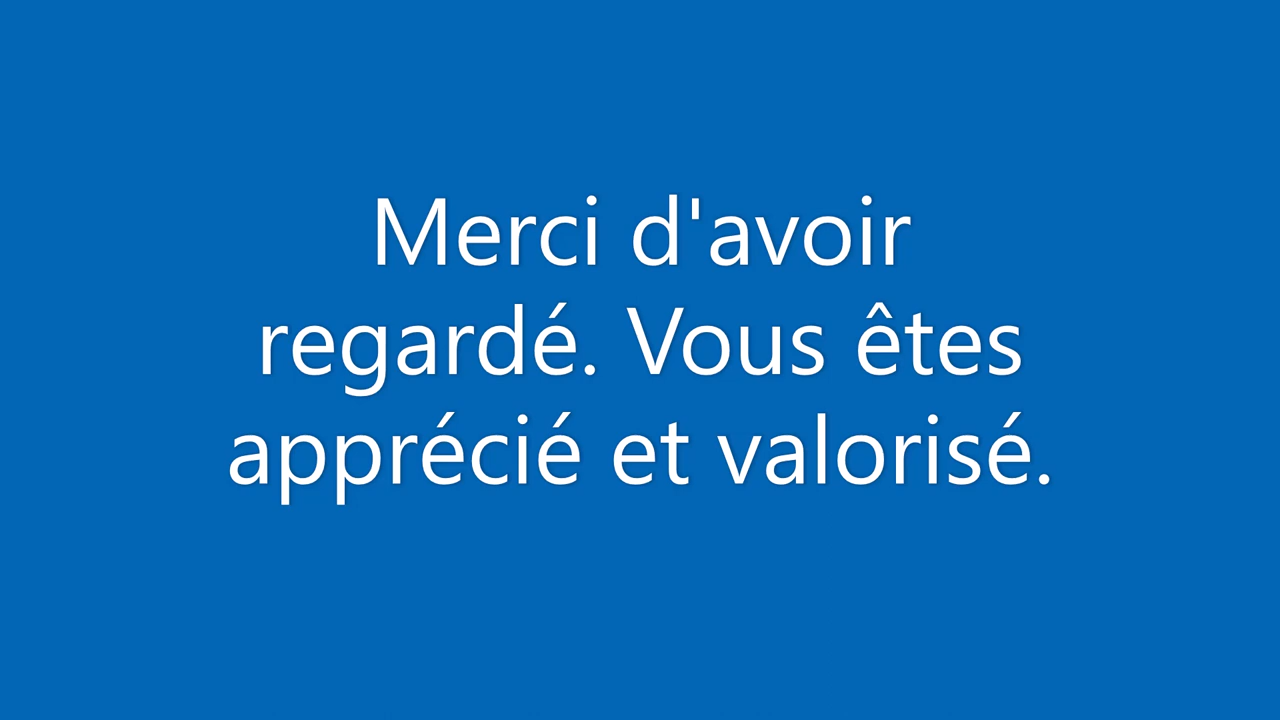 Merci d'avoir
regardé. Vous êtes
apprécié et valorisé.